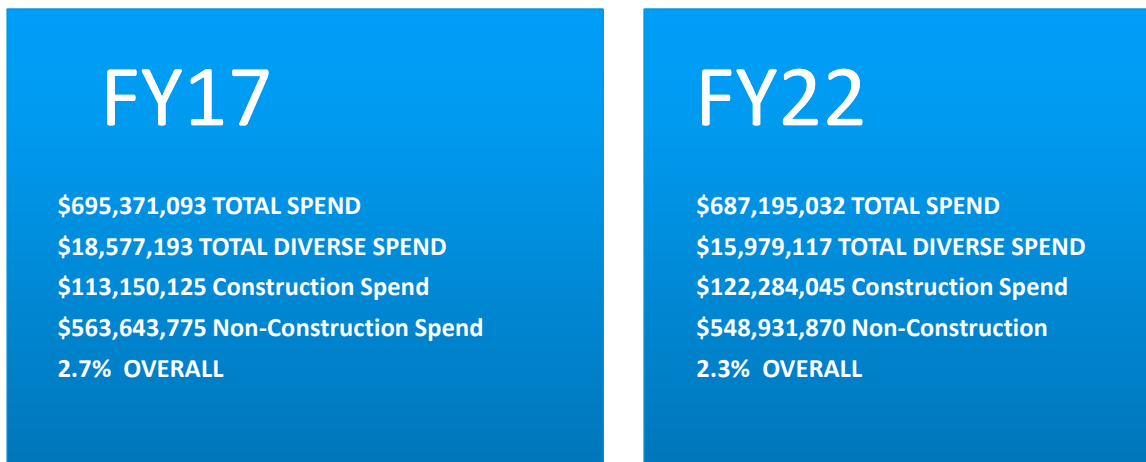 FY17
$695,371,093 TOTAL SPEND
$18,577,193 TOTAL DIVERSE SPEND
$113,150,125 Construction Spend
$563,643,775 Non-Construction Spend
2.7% OVERALL
FY22
$687,195,032 TOTAL SPEND
$15,979,117 TOTAL DIVERSE SPEND
$122,284,045 Construction Spend
$548,931,870 Non-Construction
2.3% OVERALL